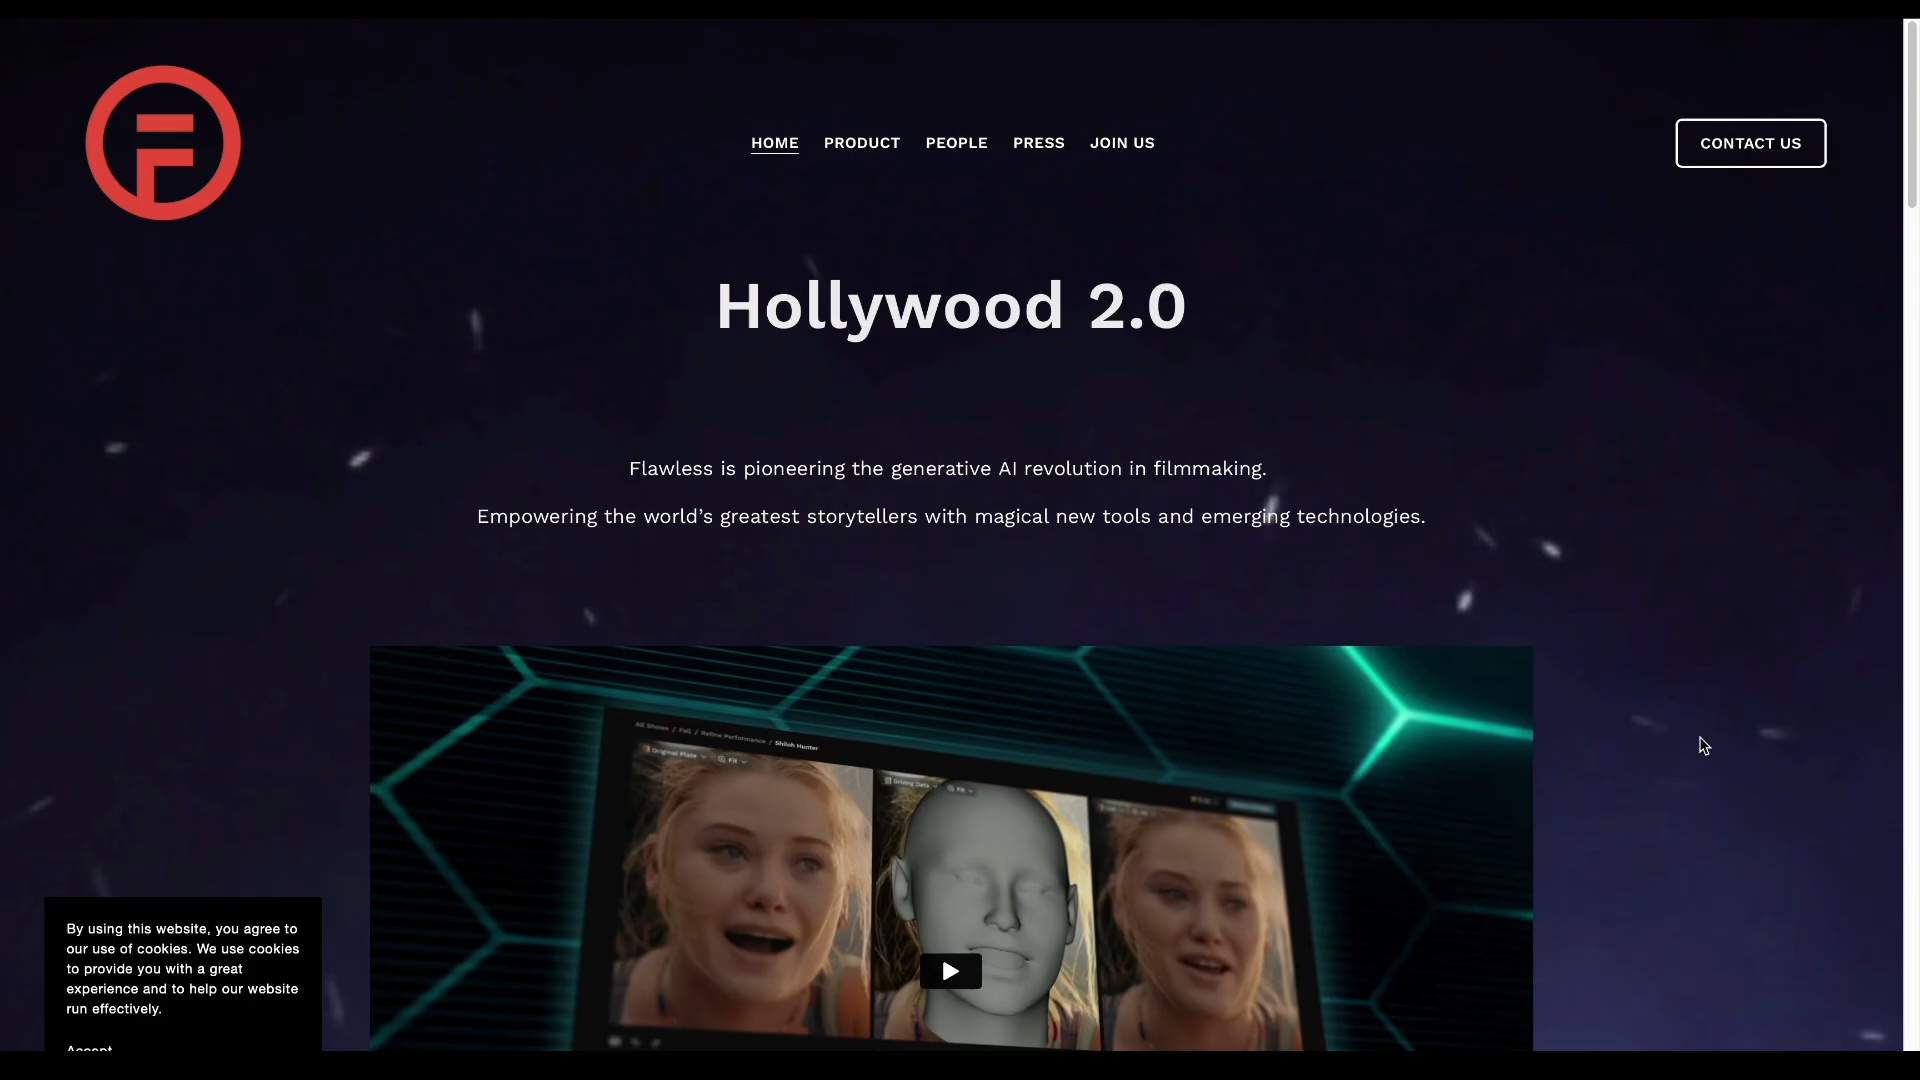 HOME PRODUCT PEOPLE PRESS JOIN US
CONTACT US
Hollywood 2.0
Flawless is pioneering the generative AI revolution in filmmaking.
Empowering the world’s greatest storytellers with magical new tools and emerging technologies.
All Shows / Fall / Refine Performance / Shiloh Hunter
Original Plate
Fit
Driving Data
Fit
By using this website, you agree to
our use of cookies. We use cookies
to provide you with a great
experience and to help our website
run effectively.
Accept